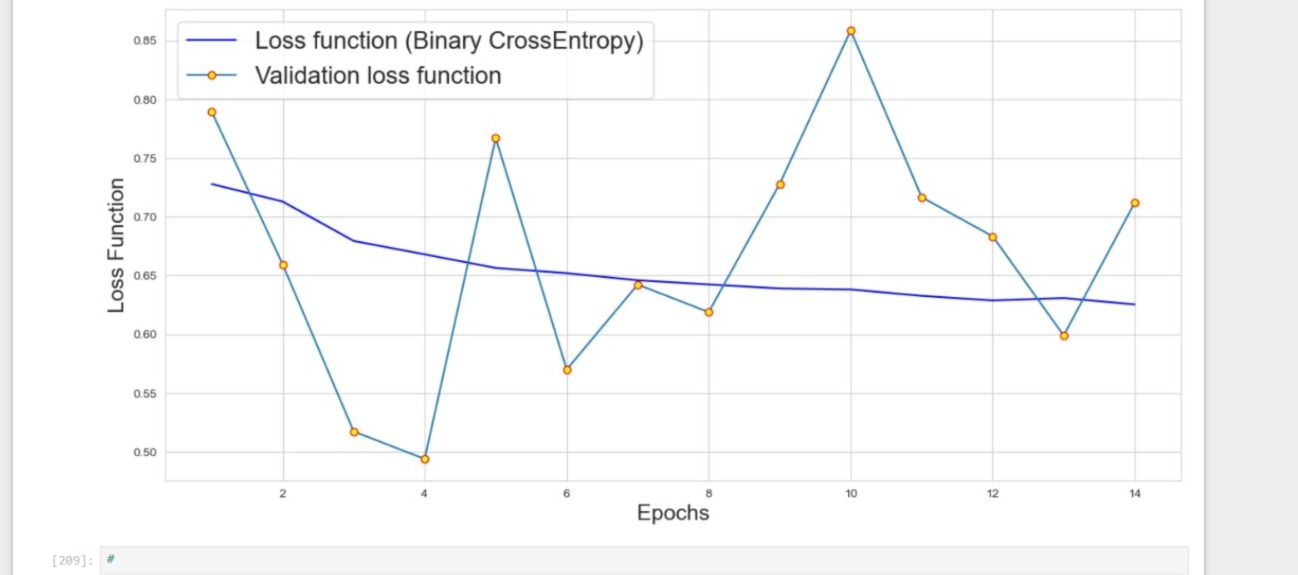 Loss function (Binary CrossEntropy)
Validation loss function
0.85
0.80
0.75
0.70
0.65
0.60
0.55
0.50
Loss Function
2 4 6 8 10 12 14
Epochs
[209]: #